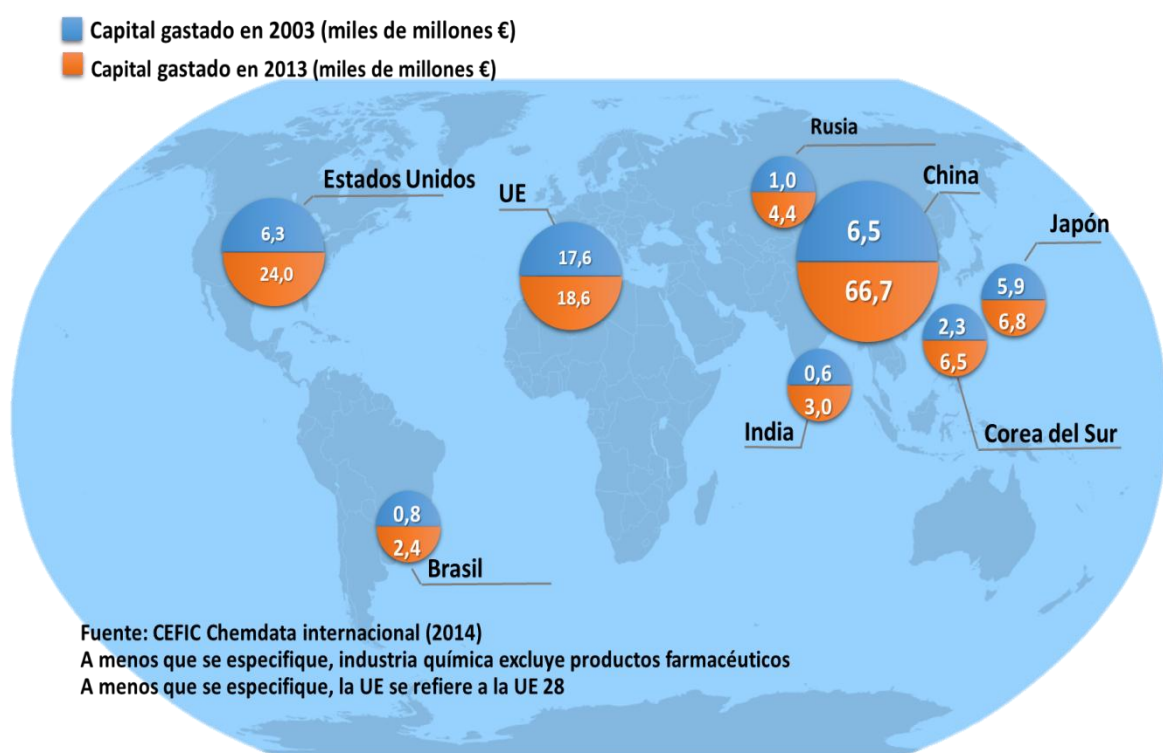 Capital gastado en 2003 (miles de millones €)
Capital gastado en 2013 (miles de millones €)
Rusia
1,0
4,4
Estados Unidos
6,3
24,0
UE
17,6
18,6
China
6,5
66,7
Japón
5,9
6,8
2,3
6,5
Corea del Sur
0,6
3,0
India
0,8
2,4
Brasil
Fuente: CEFIC Chemdata internacional (2014)
A menos que se especifique, industria química excluye productos farmacéuticos
A menos que se especifique, la UE se refiere a la UE 28